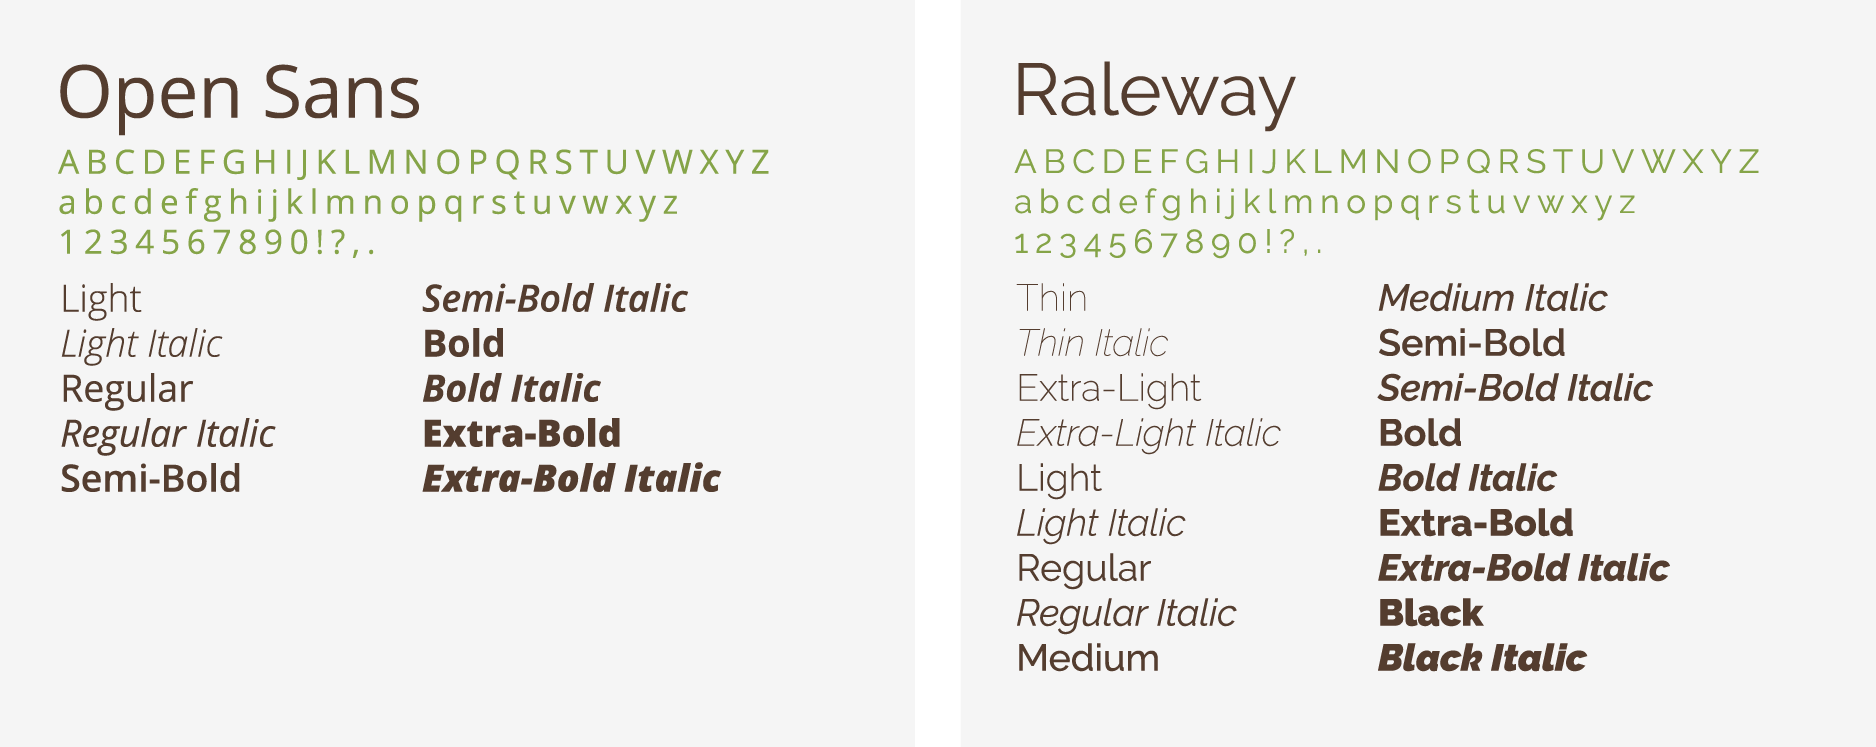 Open Sans
A B C D E F G H I J K L M N O P Q R S T U V W X Y Z
a b c d e f g h i j k l m n o p q r s t u v w x y z
1 2 3 4 5 6 7 8 9 0 ! ? , .
Light
Light Italic
Regular
Regular Italic
Semi-Bold
Semi-Bold Italic
Bold
Bold Italic
Extra-Bold
Extra-Bold Italic
Raleway
A B C D E F G H I J K L M N O P Q R S T U V W X Y Z
a b c d e f g h i j k l m n o p q r s t u v w x y z
1 2 3 4 5 6 7 8 9 0 ! ? , .
Thin
Thin Italic
Extra-Light
Extra-Light Italic
Light
Light Italic
Regular
Regular Italic
Medium
Medium Italic
Semi-Bold
Semi-Bold Italic
Bold
Bold Italic
Extra-Bold
Extra-Bold Italic
Black
Black Italic